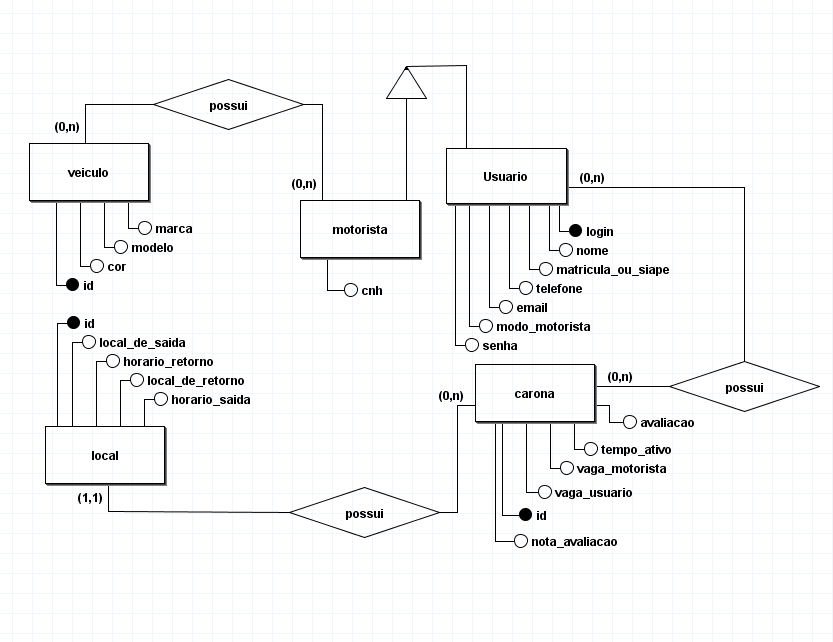 possui
(0,n)
veiculo
marca
modelo
cor
id
(0,n)
motorista
cnh
Usuario
(0,n)
login
nome
matricula_ou_siape
telefone
email
modo_motorista
senha
id
local_de_saida
horario_retorno
local_de_retorno
horario_saida
local
(1,1)
possui
(0,n)
carona
(0,n)
possui
avaliacao
tempo_ativo
vaga_motorista
vaga_usuario
id
nota_avaliacao